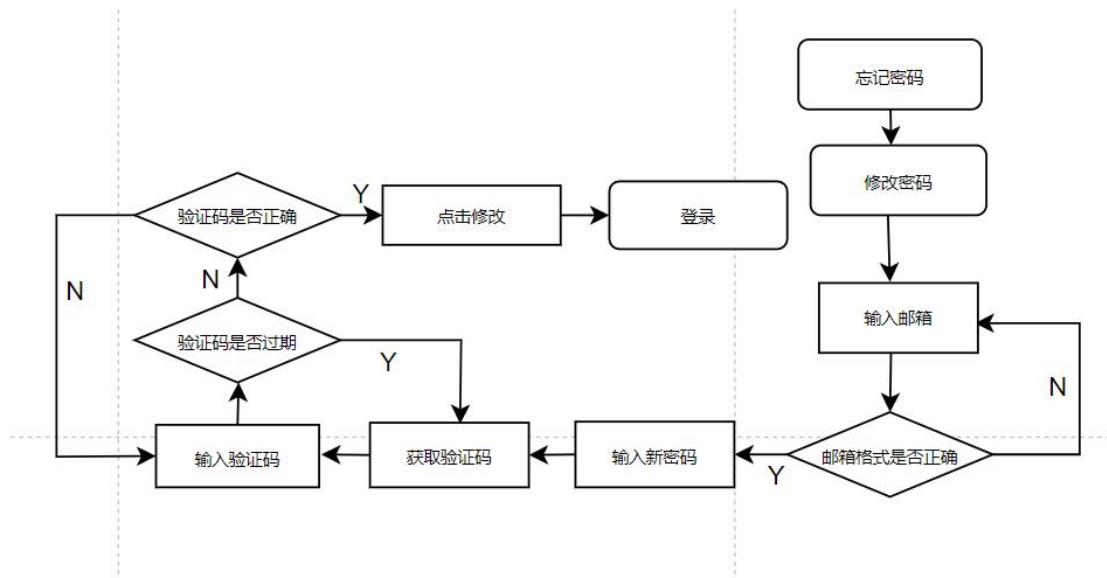 忘记密码
修改密码
验证码是否正确
Y
点击修改
登录
N
N
输入邮箱
验证码是否过期
Y
N
输入验证码
获取验证码
输入新密码
Y
邮箱格式是否正确